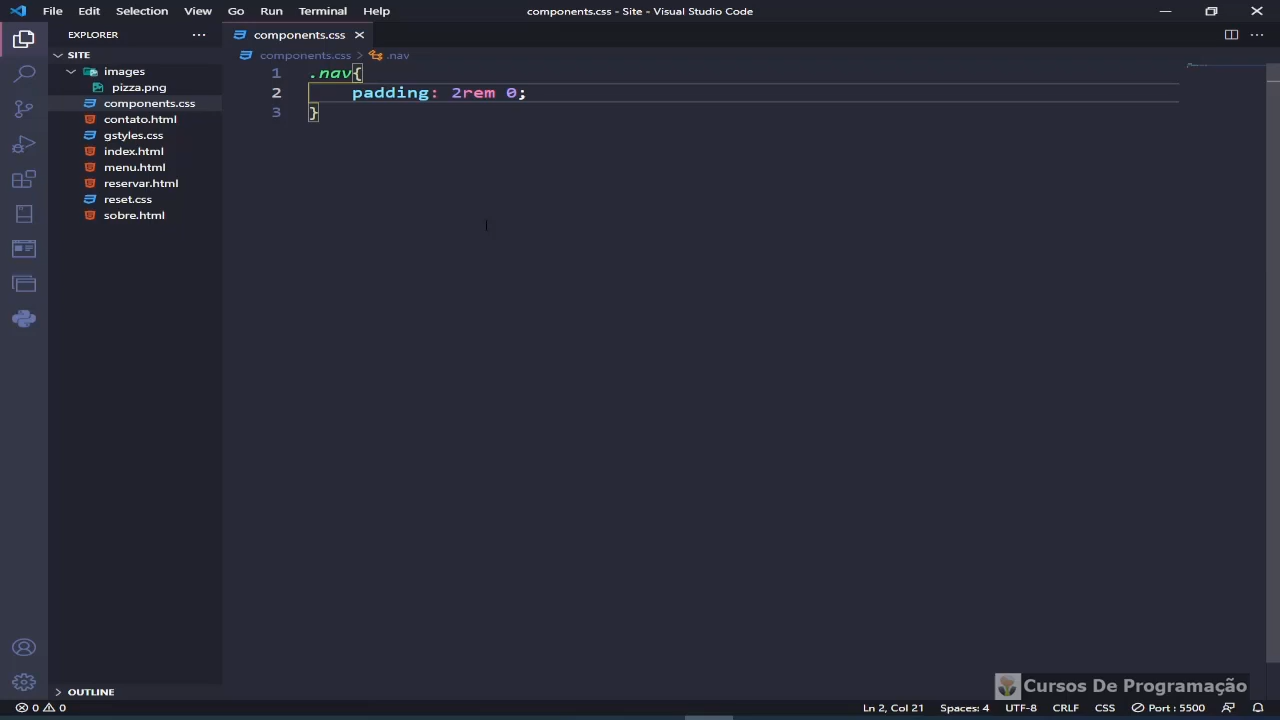 File Edit Selection View Go Run Terminal Help
components.css - Site - Visual Studio Code
EXPLORER
SITE
images
pizza.png
components.css
contato.html
gstyles.css
index.html
menu.html
reservar.html
reset.css
sobre.html
OUTLINE
components.css
components.css > .nav
1 .nav{
2 padding: 2rem 0;
3 }
Cursos De Programação
0 0
Ln 2, Col 21 Spaces: 4 UTF-8 CRLF CSS Port : 5500